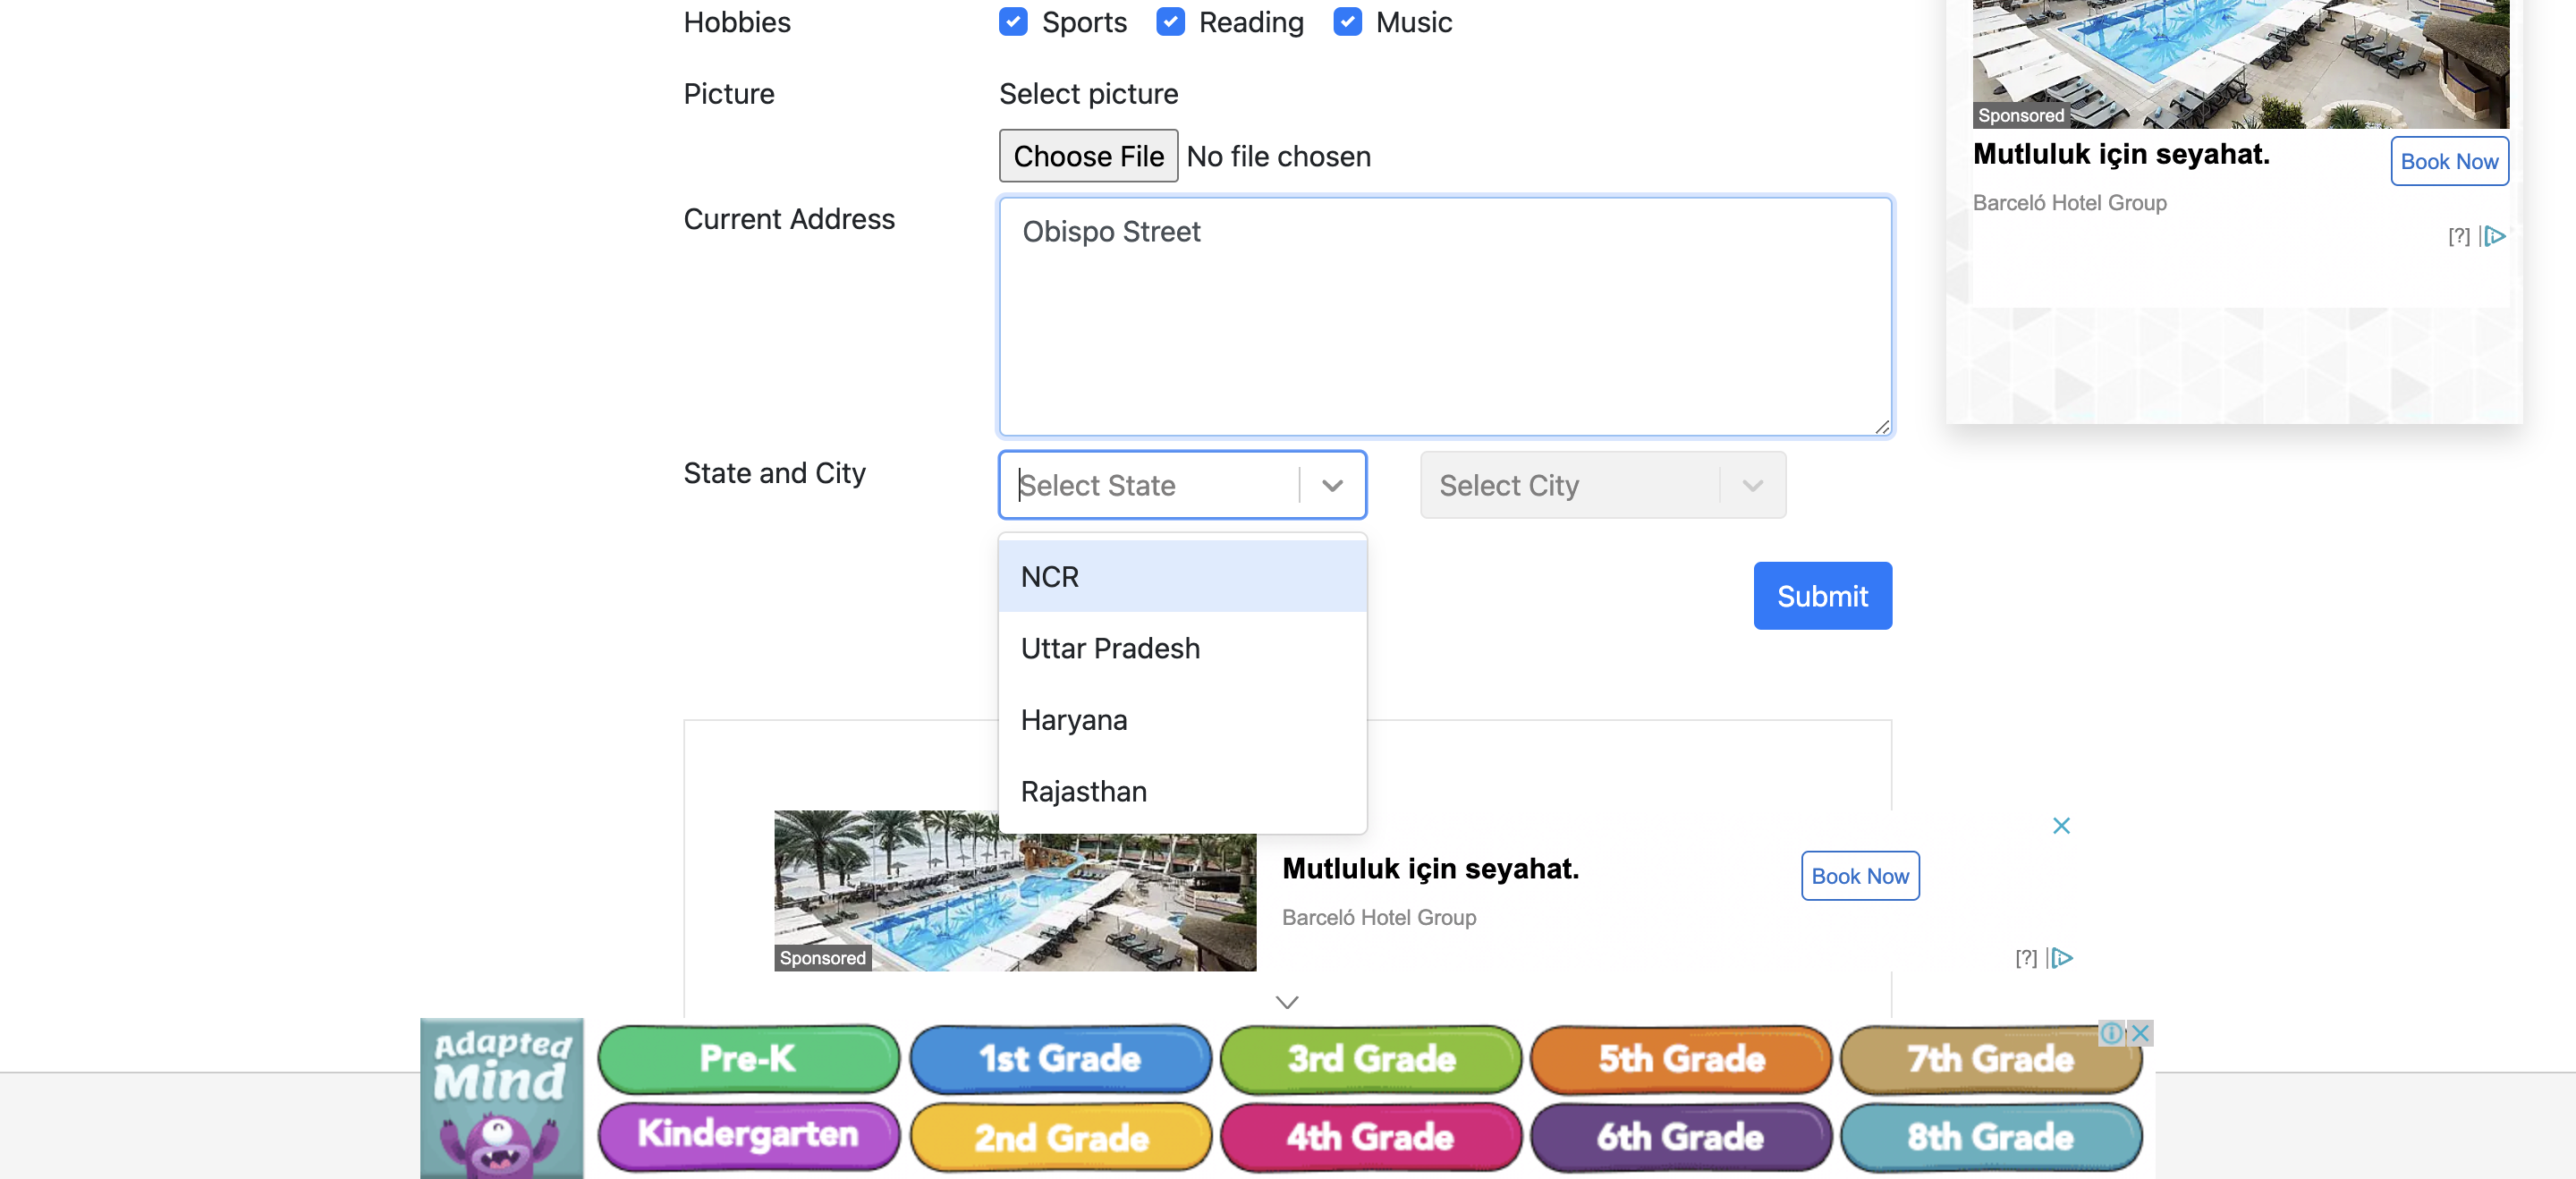 Hobbies
Sports
Reading
Music
Picture
Select picture
Choose File
No file chosen
Current Address
Obispo Street
State and City
Select State
Select City
NCR
Uttar Pradesh
Haryana
Rajasthan
Submit
Sponsored
Mutluluk için seyahat.
Book Now
Barceló Hotel Group
[?]
Sponsored
Mutluluk için seyahat.
Barceló Hotel Group
Book Now
[?]
Adapted
Mind
Pre-K
1st Grade
3rd Grade
5th Grade
7th Grade
Kindergarten
2nd Grade
4th Grade
6th Grade
8th Grade